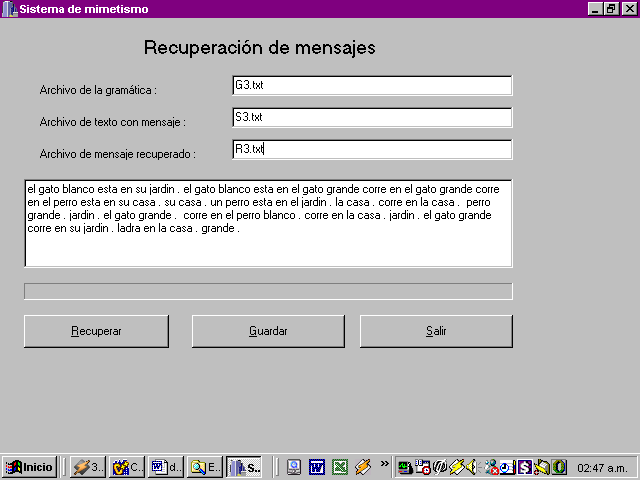 Sistema de mimetismo
Recuperación de mensajes
Archivo de la gramática :
G3.txt
Archivo de texto con mensaje :
S3.txt
Archivo de mensaje recuperado :
R3.txt
el gato blanco esta en su jardin . el gato blanco esta en el gato grande corre en el gato grande corre
en el perro esta en su casa . su casa . un perro esta en el jardin . la casa . corre en la casa .  perro
grande . jardin . el gato grande .  corre en el perro blanco . corre en la casa . jardin . el gato grande
corre en su jardin . ladra en la casa . grande .
Recuperar
Guardar
Salir
Inicio
3..
C..
d..
E..
S..
02:47 a.m.